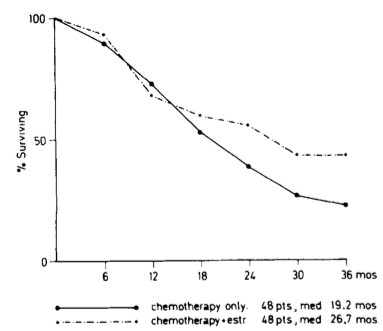 100
% Surviving
50
0
6 12 18 24 30 36 mos
chemotherapy only. 48 pts, med 19.2 mos
chemotherapy+estr 48 pts, med 26,7 mos